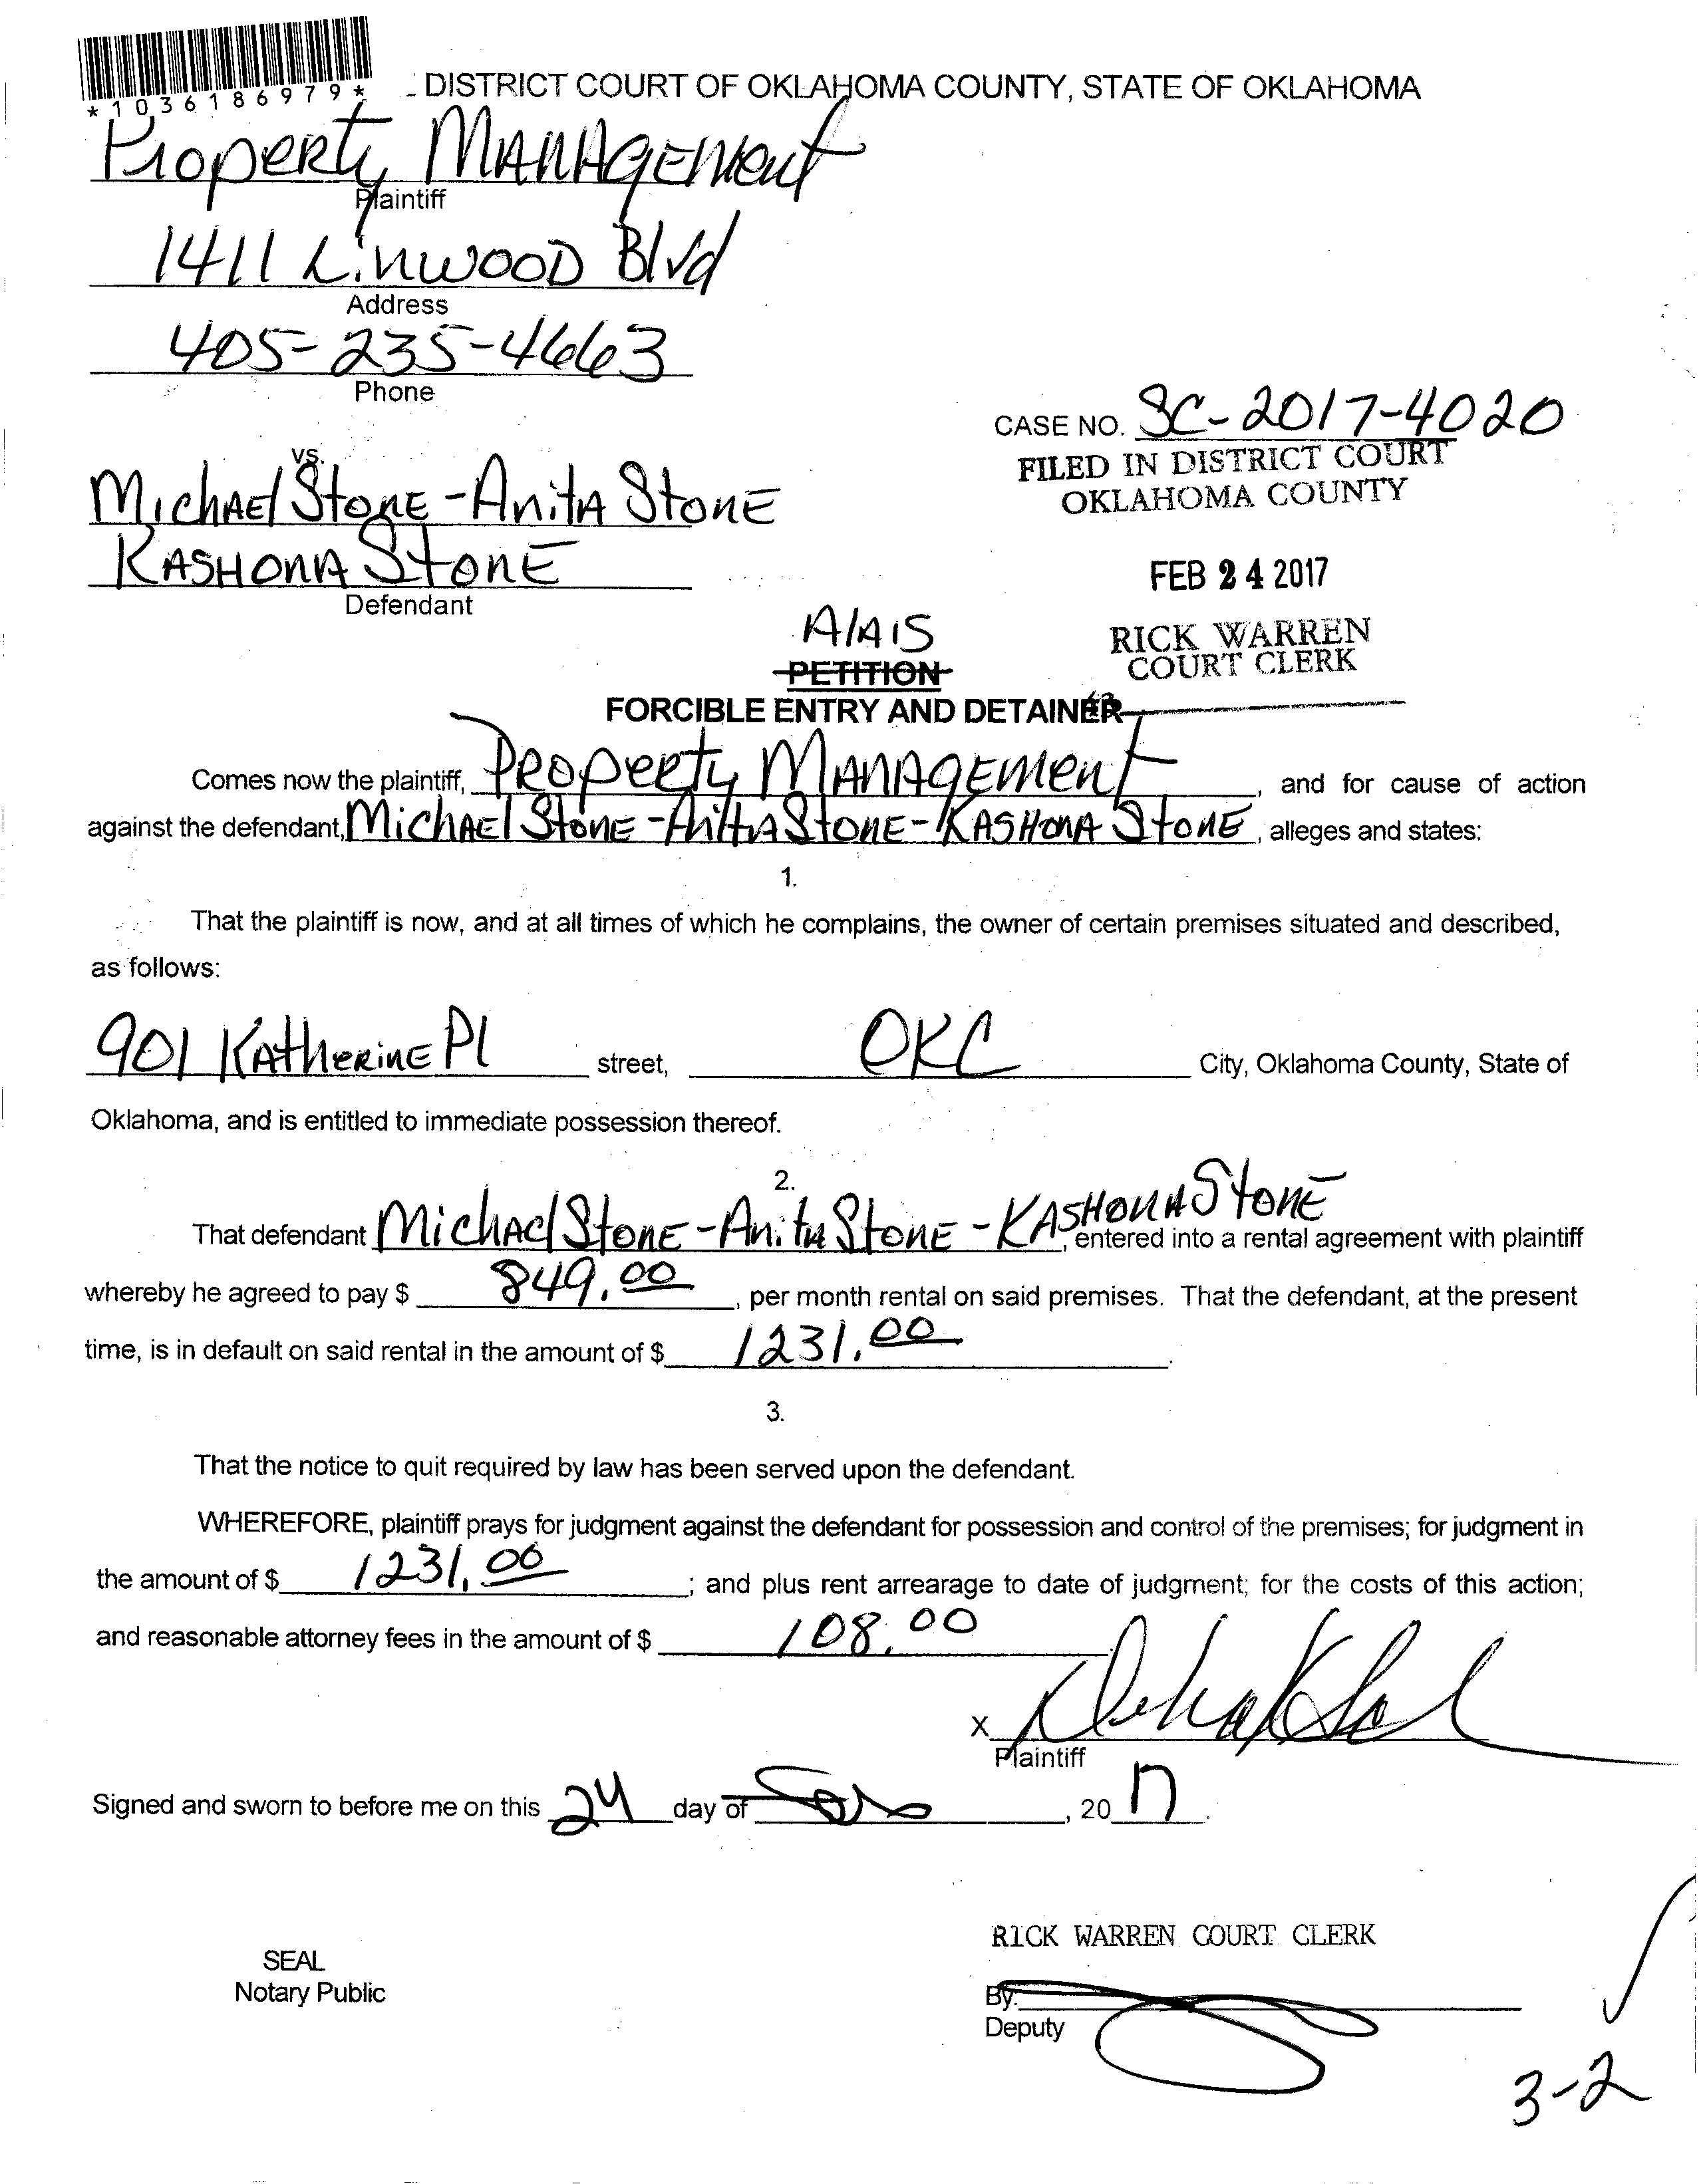 *1036186979*
DISTRICT COURT OF OKLAHOMA COUNTY, STATE OF OKLAHOMA
Property Management
Plaintiff
1411 Linwood Blvd
Address
405-235-4663
Phone
CASE NO. SC-2017-4020
FILED IN DISTRICT COURT
OKLAHOMA COUNTY
vs.
Michael Stone - Anita Stone
Kashona Stone
Defendant
FEB 24 2017
RICK WARREN
COURT CLERK
AlAIS
PETITION
FORCIBLE ENTRY AND DETAINER
Comes now the plaintiff, Property Management, and for cause of action
against the defendant, Michael Stone - Anita Stone - Kashona Stone, alleges and states:
1.
That the plaintiff is now, and at all times of which he complains, the owner of certain premises situated and described,
as follows:
901 Katherine Pl street, OKC City, Oklahoma County, State of
Oklahoma, and is entitled to immediate possession thereof.
2.
That defendant Michael Stone - Anita Stone - Kashona Stone, entered into a rental agreement with plaintiff
whereby he agreed to pay $ 849.00, per month rental on said premises. That the defendant, at the present
time, is in default on said rental in the amount of $ 1231.00.
3.
That the notice to quit required by law has been served upon the defendant.
WHEREFORE, plaintiff prays for judgment against the defendant for possession and control of the premises; for judgment in
the amount of $ 1231.00; and plus rent arrearage to date of judgment; for the costs of this action;
and reasonable attorney fees in the amount of $ 108.00
X
Plaintiff
Signed and sworn to before me on this 24 day of , 2017.
RICK WARREN COURT CLERK
SEAL
Notary Public
By:
Deputy
3-2